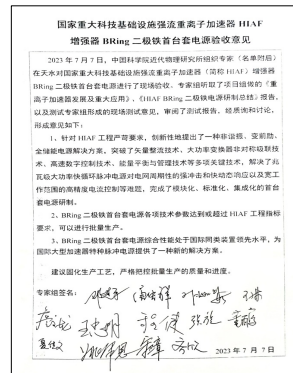 国家重大科技基础设施强流重离子加速器 HIAF
增强器 BRing 二极铁首台套电源验收意见
2023 年 7 月 7 日，中国科学院近代物理研究所组织专家（名单附后）
在天水对国家重大科技基础设施强流重离子加速器（简称 HIAF）增强器
BRing 二极铁首台套电源进行了现场验收。专家组听取了项目组做的《重
离子加速器发展及重大应用》、《HIAF BRing 二极铁电源研制总结》报告，
以及测试专家组形成的现场测试意见，审阅了测试报告。经质询和讨论，
形成意见如下：
1、针对 HIAF 工程严苛要求，创新性地提出了一种非谐振、变前励、
全储能电源解决方案。突破了矢量整流技术、大功率变换器非对称级联技
术、高速数字控制技术、能量平衡与管理技术等多项关键技术，解决了兆
瓦级大功率快循环脉冲电源对电网周期性的强冲击和快动态响应以及宽工
作范围的高精度电流控制等难题，完成了模块化、标准化、集成化的首台
套电源研制。
2、BRing 二极铁首台套电源各项技术参数达到或超过 HIAF 工程指标
要求，可以进行批量生产。
3、BRing 二极铁首台套电源综合性能处于国际同类装置领先水平，为
国际大型加速器特种脉冲电源提供了一种新的解决方案。
建议固化生产工艺，严格把控批量生产的质量和进度。
专家组签名：
2023 年 7 月 7 日